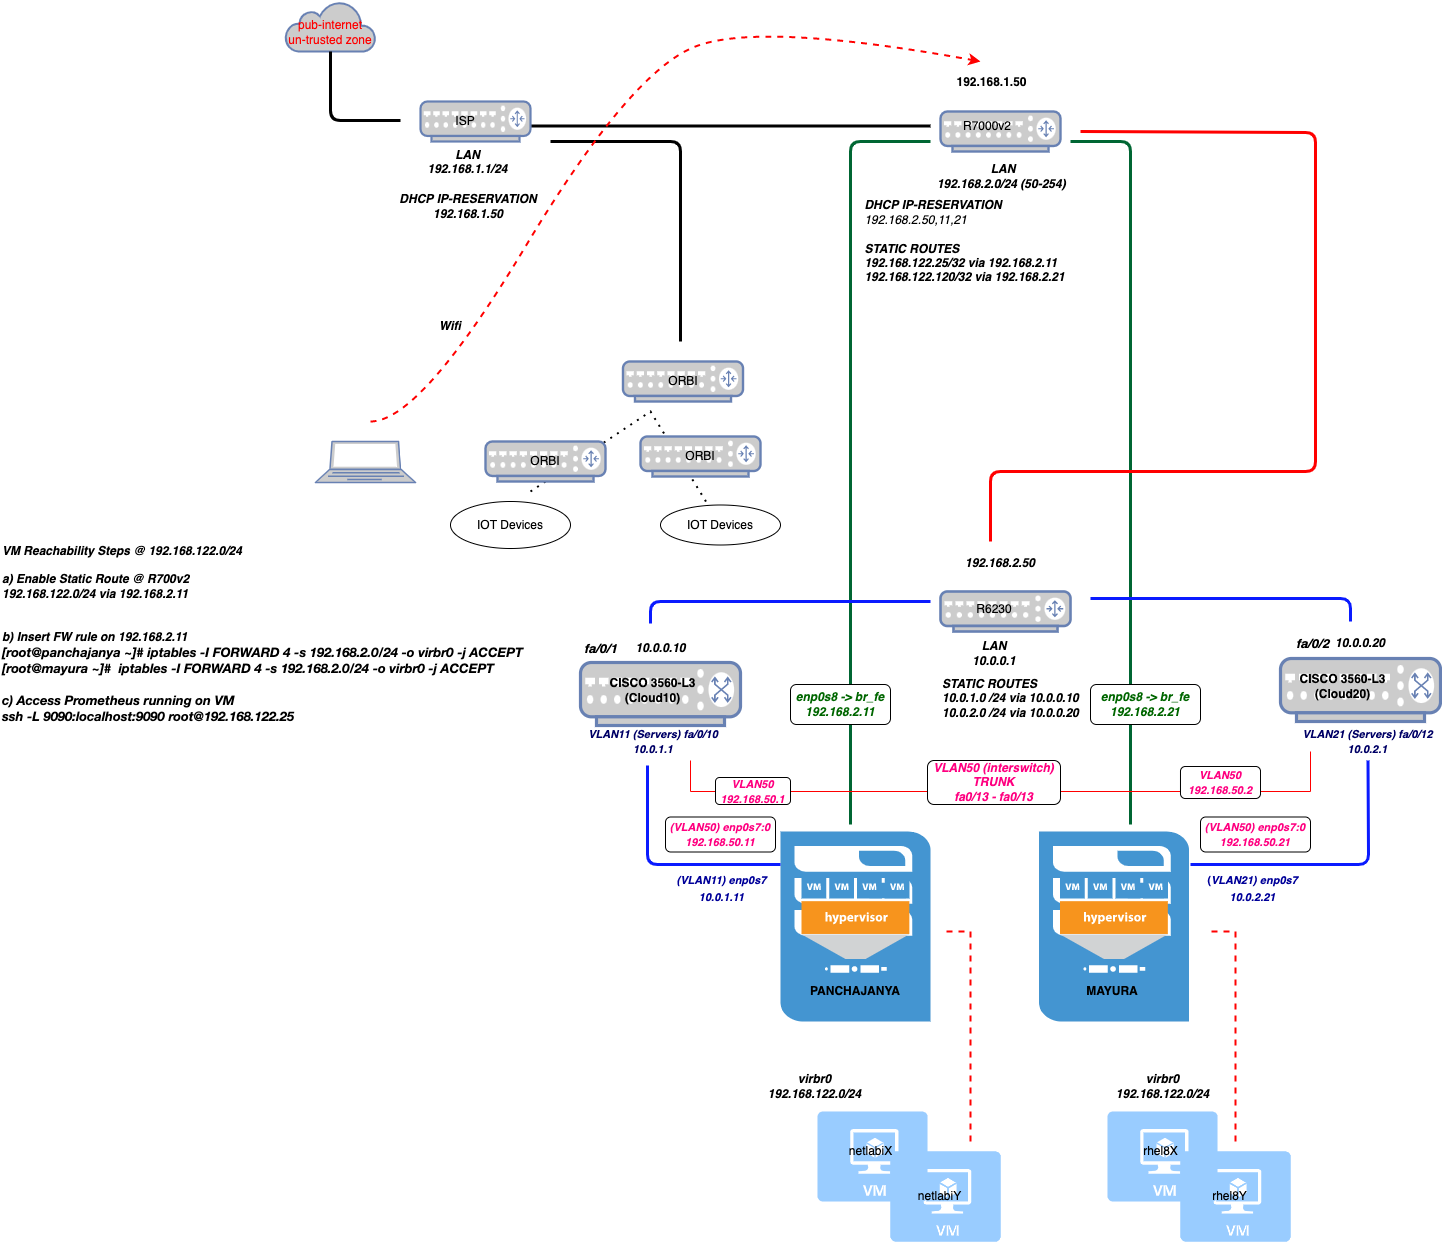 pub-internet
un-trusted zone
192.168.1.50
ISP
R7000v2
LAN
192.168.1.1/24
LAN
192.168.2.0/24 (50-254)
DHCP IP-RESERVATION
192.168.1.50
DHCP IP-RESERVATION
192.168.2.50,11,21
STATIC ROUTES
192.168.122.25/32 via 192.168.2.11
192.168.122.120/32 via 192.168.2.21
Wifi
ORBI
ORBI
ORBI
IOT Devices
IOT Devices
VM Reachability Steps @ 192.168.122.0/24
a) Enable Static Route @ R700v2
192.168.122.0/24 via 192.168.2.11
b) Insert FW rule on 192.168.2.11
[root@panchajanya ~]# iptables -I FORWARD 4 -s 192.168.2.0/24 -o virbr0 -j ACCEPT
[root@mayura ~]# iptables -I FORWARD 4 -s 192.168.2.0/24 -o virbr0 -j ACCEPT
c) Access Prometheus running on VM
ssh -L 9090:localhost:9090 root@192.168.122.25
192.168.2.50
R6230
LAN
10.0.0.1
STATIC ROUTES
10.0.1.0 /24 via 10.0.0.10
10.0.2.0 /24 via 10.0.0.20
fa/0/1 10.0.0.10
CISCO 3560-L3
(Cloud10)
VLAN11 (Servers) fa/0/10
10.0.1.1
fa/0/2 10.0.0.20
CISCO 3560-L3
(Cloud20)
VLAN21 (Servers) fa/0/12
10.0.2.1
enp0s8 -> br_fe
192.168.2.11
enp0s8 -> br_fe
192.168.2.21
VLAN50
192.168.50.1
VLAN50 (interswitch)
TRUNK
fa0/13 - fa0/13
VLAN50
192.168.50.2
(VLAN50) enp0s7:0
192.168.50.11
(VLAN50) enp0s7:0
192.168.50.21
(VLAN11) enp0s7
10.0.1.11
(VLAN21) enp0s7
10.0.2.21
VM VM VM VM
hypervisor
PANCHAJANYA
VM VM VM VM
hypervisor
MAYURA
virbr0
192.168.122.0/24
virbr0
192.168.122.0/24
netlabiX
VM
netlabiY
VM
rhel8X
VM
rhel8Y
VM